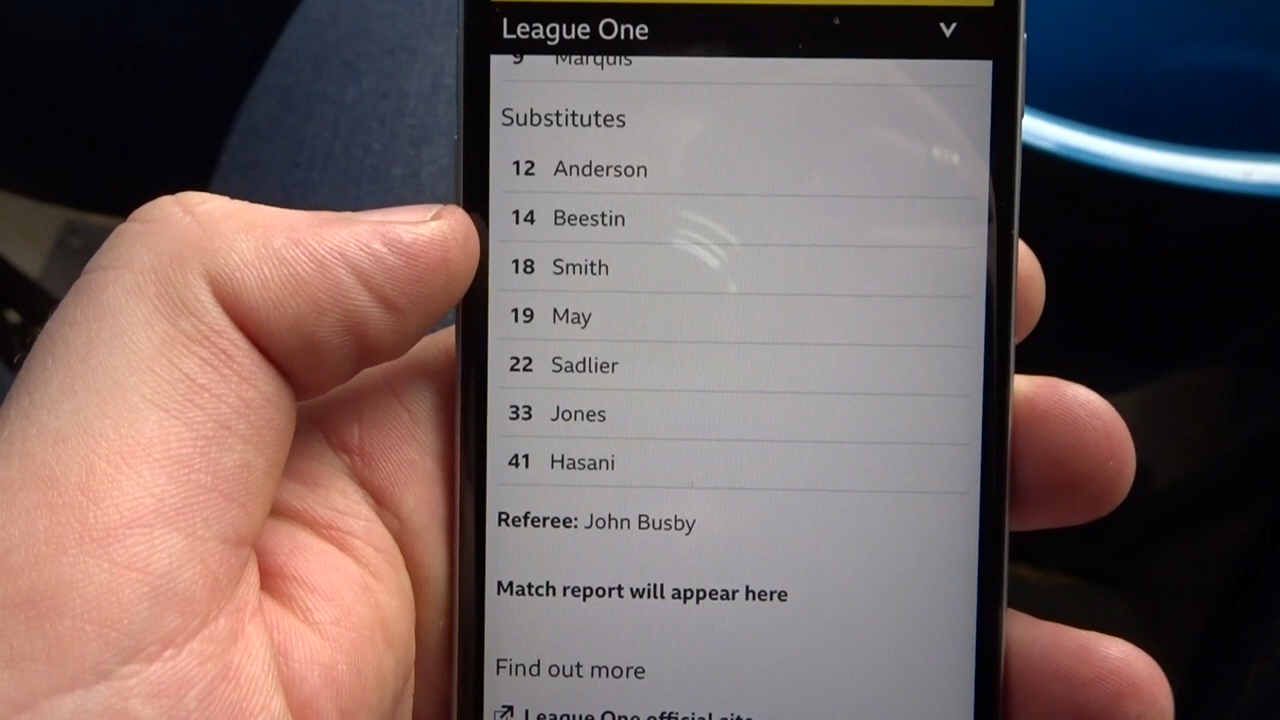 League One
9 Marquis
Substitutes
12 Anderson
14 Beestin
18 Smith
19 May
22 Sadlier
33 Jones
41 Hasani
Referee: John Busby
Match report will appear here
Find out more
League One official site